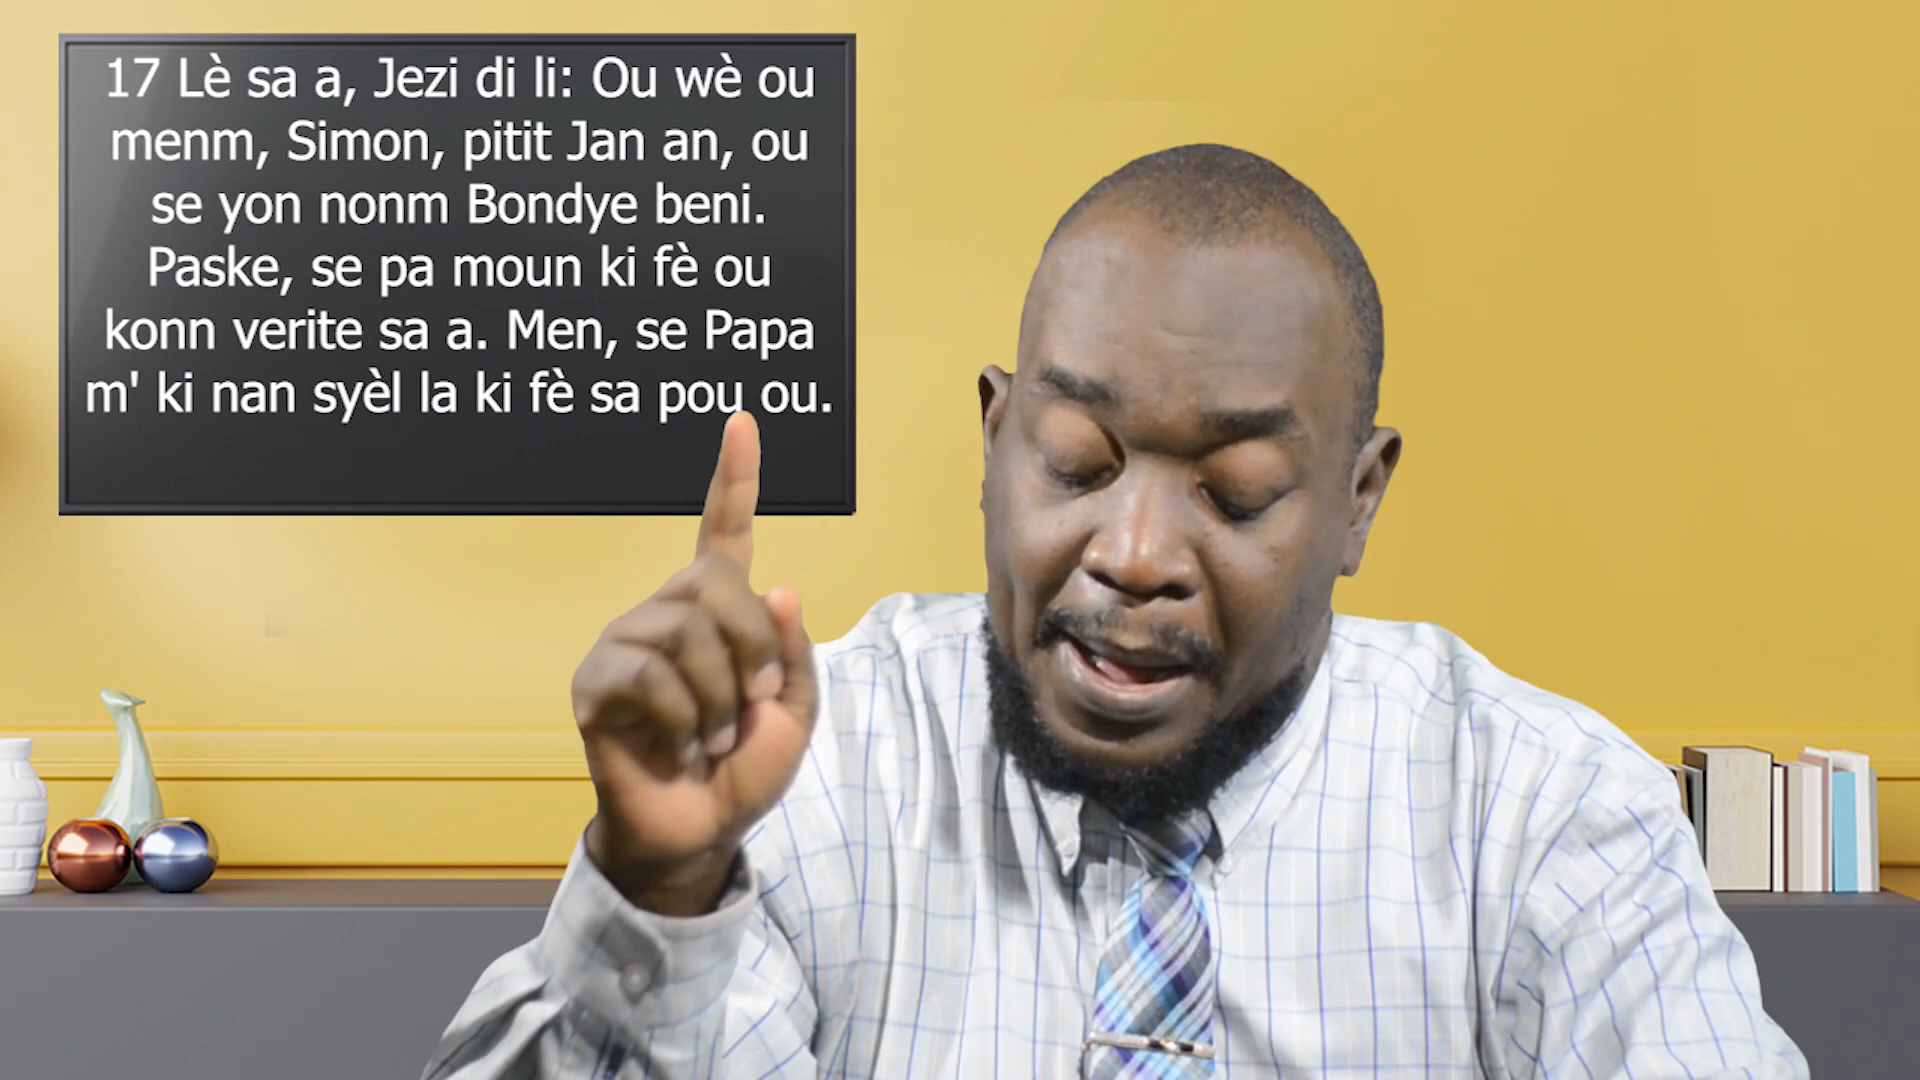 17 Lè sa a, Jezi di li: Ou wè ou
menm, Simon, pitit Jan an, ou
se yon nonm Bondye beni.
Paske, se pa moun ki fè ou
konn verite sa a. Men, se Papa
m' ki nan syèl la ki fè sa pou ou.